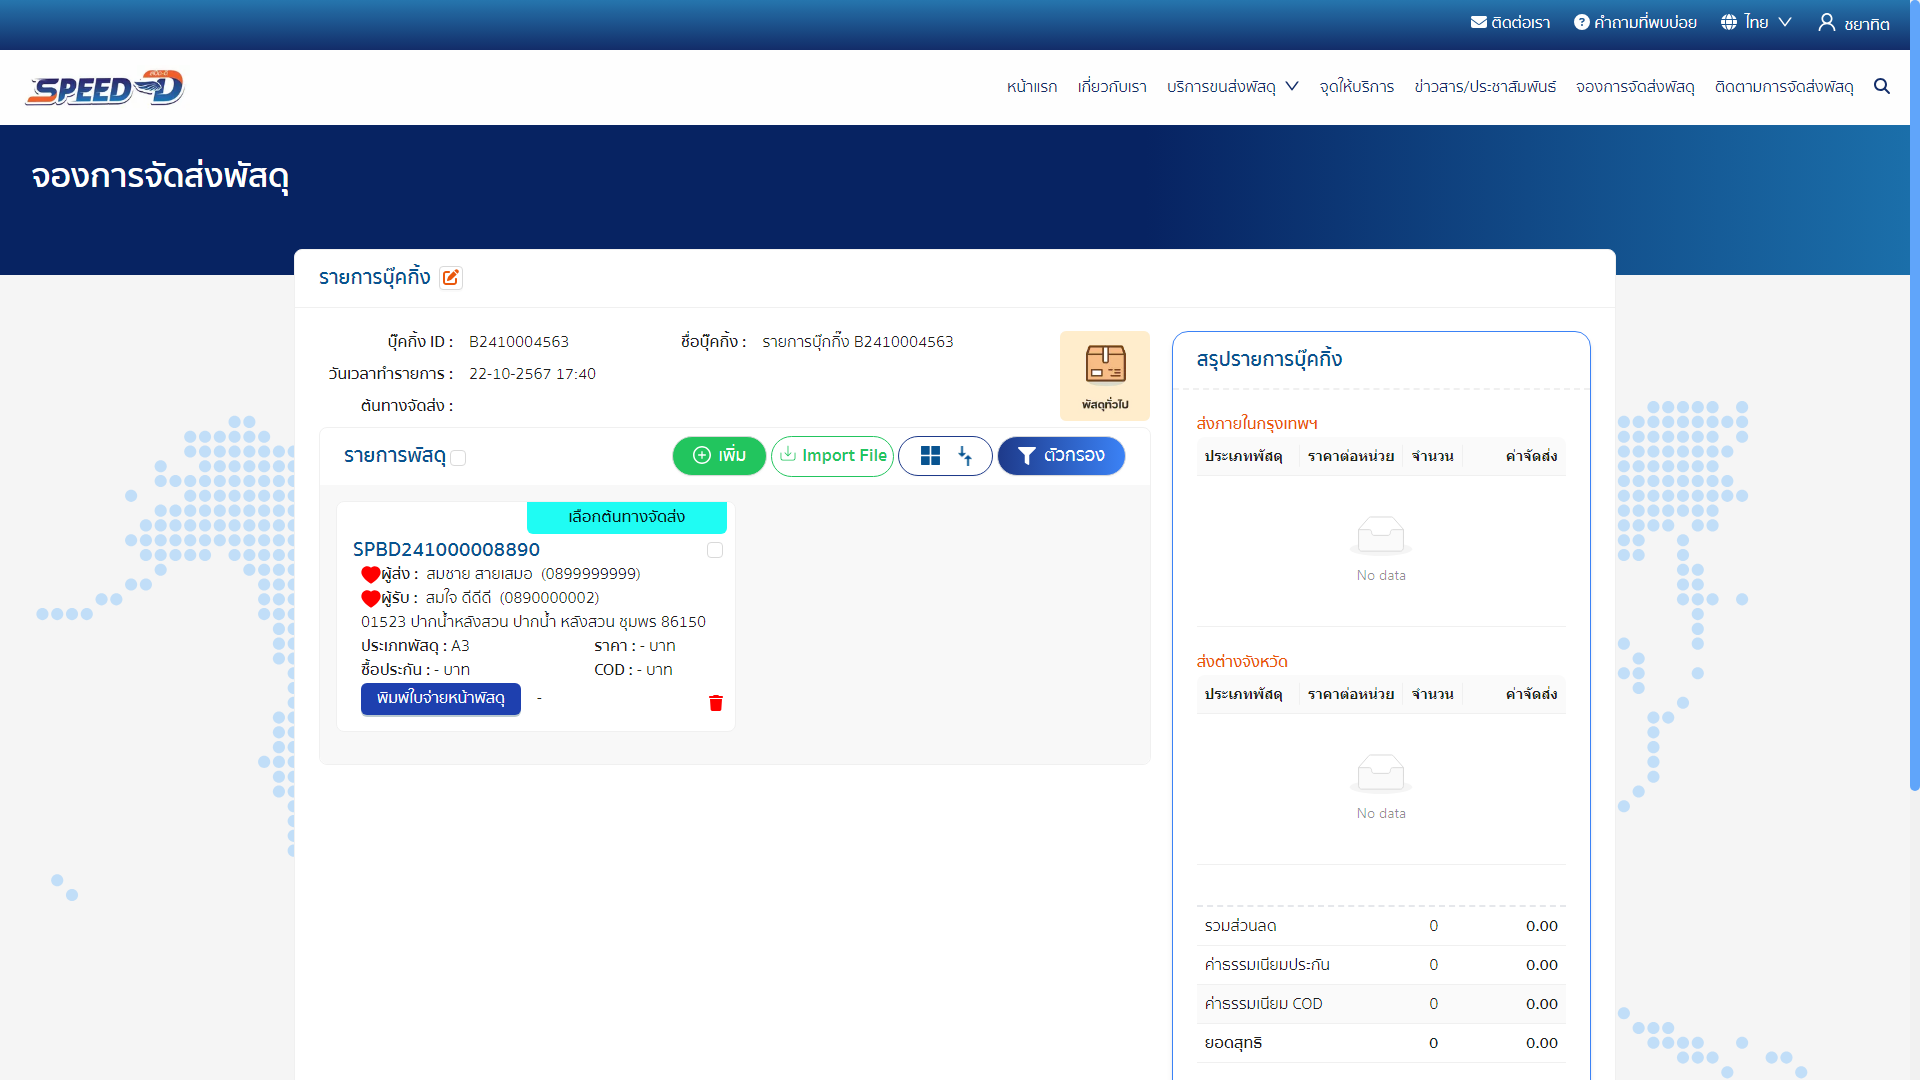 ติดต่อเรา คำถามที่พบบ่อย ไทย ชยาทิต
SPEED D
หน้าแรก เกี่ยวกับเรา บริการขนส่งพัสดุ จุดให้บริการ ข่าวสาร/ประชาสัมพันธ์ จองการจัดส่งพัสดุ ติดตามการจัดส่งพัสดุ
จองการจัดส่งพัสดุ
รายการบุ๊คกิ้ง
บุ๊คกิ้ง ID : B2410004563 ชื่อบุ๊คกิ้ง : รายการบุ๊กกิ้ง B2410004563
วันเวลาทำรายการ : 22-10-2567 17:40
ต้นทางจัดส่ง :
พัสดุทั่วไป
รายการพัสดุ เพิ่ม Import File ตัวกรอง
เลือกต้นทางจัดส่ง
SPBD241000008890
ผู้ส่ง : สมชาย สายเสมอ (0899999999)
ผู้รับ : สมใจ ดีดีดี (0890000002)
01523 ปากน้ำหลังสวน ปากน้ำ หลังสวน ชุมพร 86150
ประเภทพัสดุ : A3 ราคา : - บาท
ซื้อประกัน : - บาท COD : - บาท
พิมพ์ใบจ่ายหน้าพัสดุ -
สรุปรายการบุ๊คกิ้ง
ส่งภายในกรุงเทพฯ
ประเภทพัสดุ ราคาต่อหน่วย จำนวน ค่าจัดส่ง
No data
ส่งต่างจังหวัด
ประเภทพัสดุ ราคาต่อหน่วย จำนวน ค่าจัดส่ง
No data
รวมส่วนลด 0 0.00
ค่าธรรมเนียมประกัน 0 0.00
ค่าธรรมเนียม COD 0 0.00
ยอดสุทธิ 0 0.00